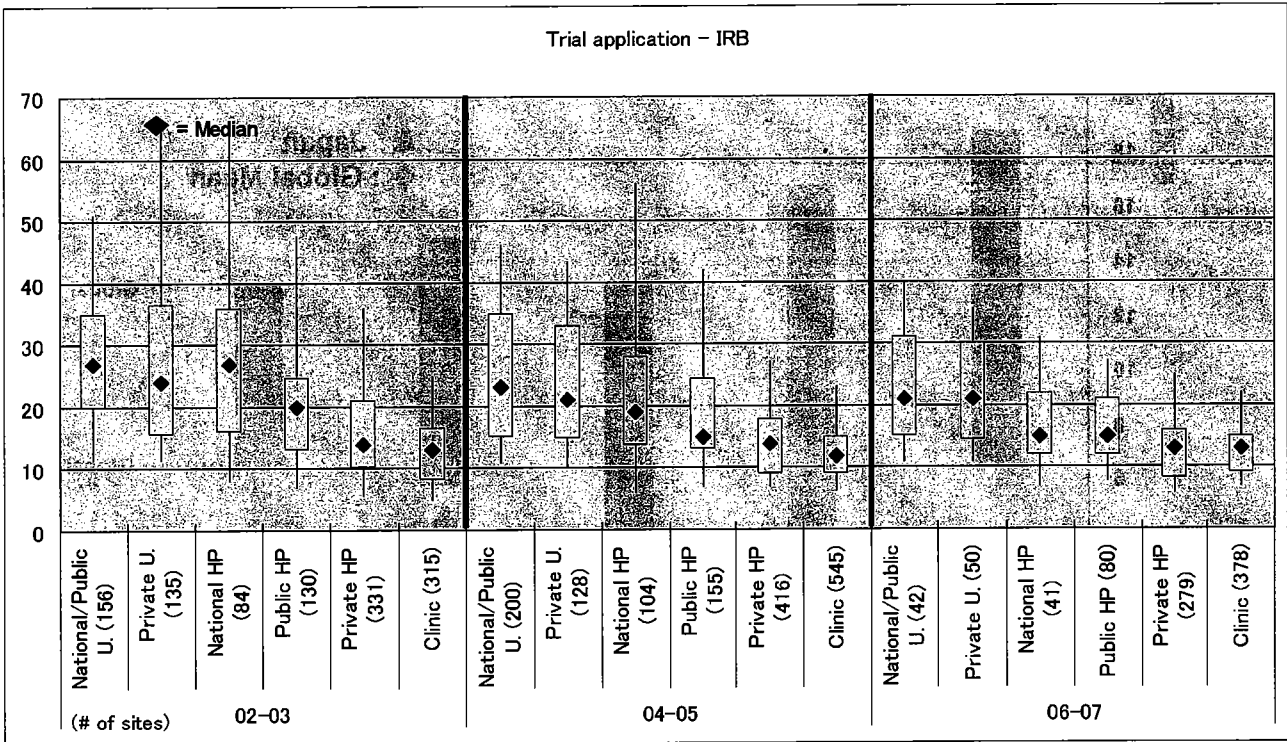 Trial application - IRB
70
60
50
40
30
20
10
0
◆ = Median
Japan
Global Mean
National/Public
U. (156)
Private U.
(135)
National HP
(84)
Public HP
(130)
Private HP
(331)
Clinic (315)
National/Public
U. (200)
Private U.
(128)
National HP
(104)
Public HP
(155)
Private HP
(416)
Clinic (545)
National/Public
U. (42)
Private U. (50)
National HP
(41)
Public HP (80)
Private HP
(279)
Clinic (378)
(# of sites)
02-03
04-05
06-07